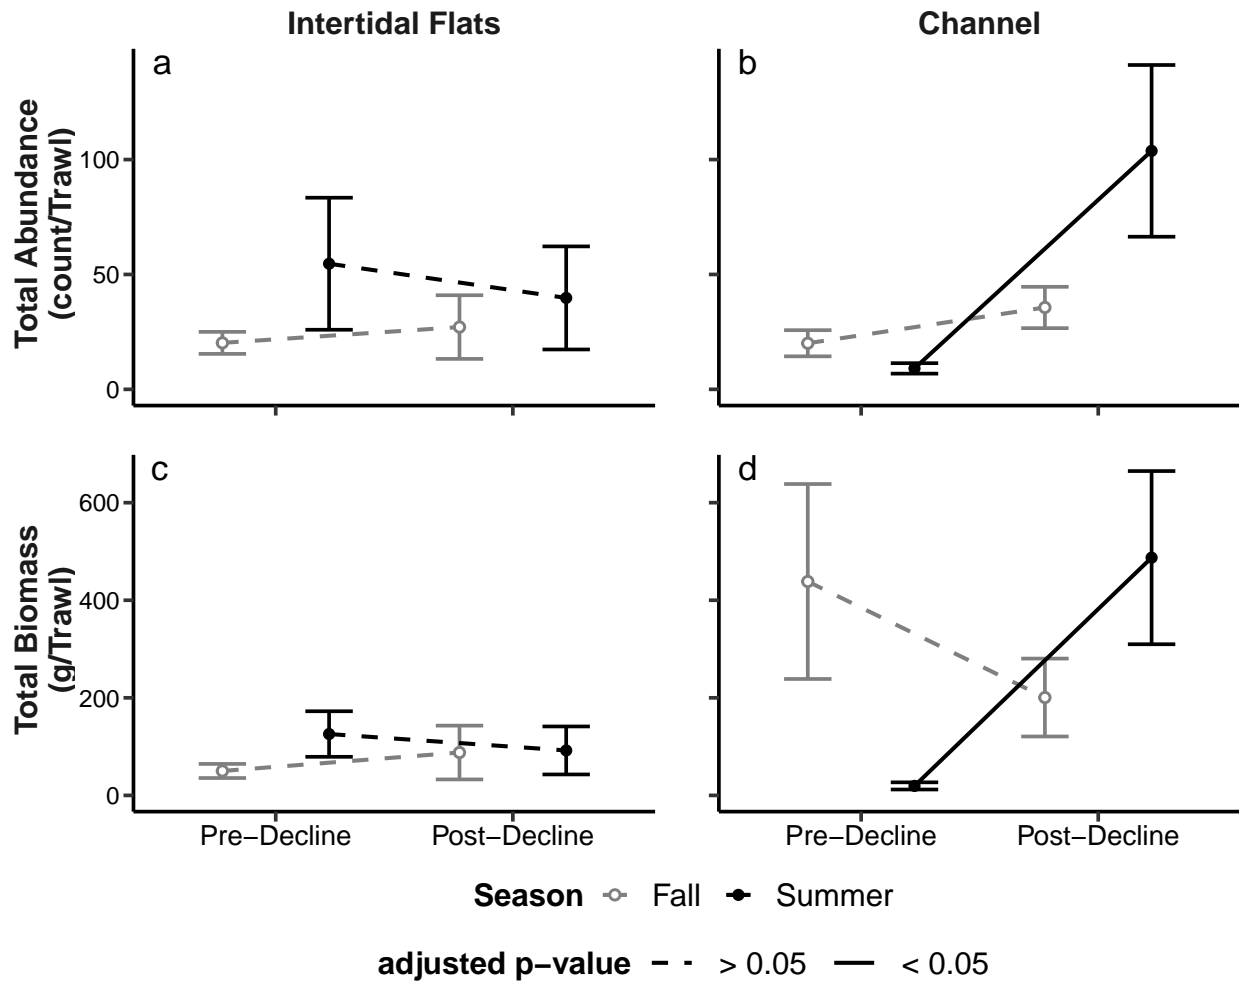 Intertidal Flats
Channel
a
b
Total Abundance
(count/Trawl)
100
50
0
c
d
Total Biomass
(g/Trawl)
600
400
200
0
Pre−Decline
Post−Decline
Pre−Decline
Post−Decline
Season Fall Summer
adjusted p−value > 0.05 < 0.05